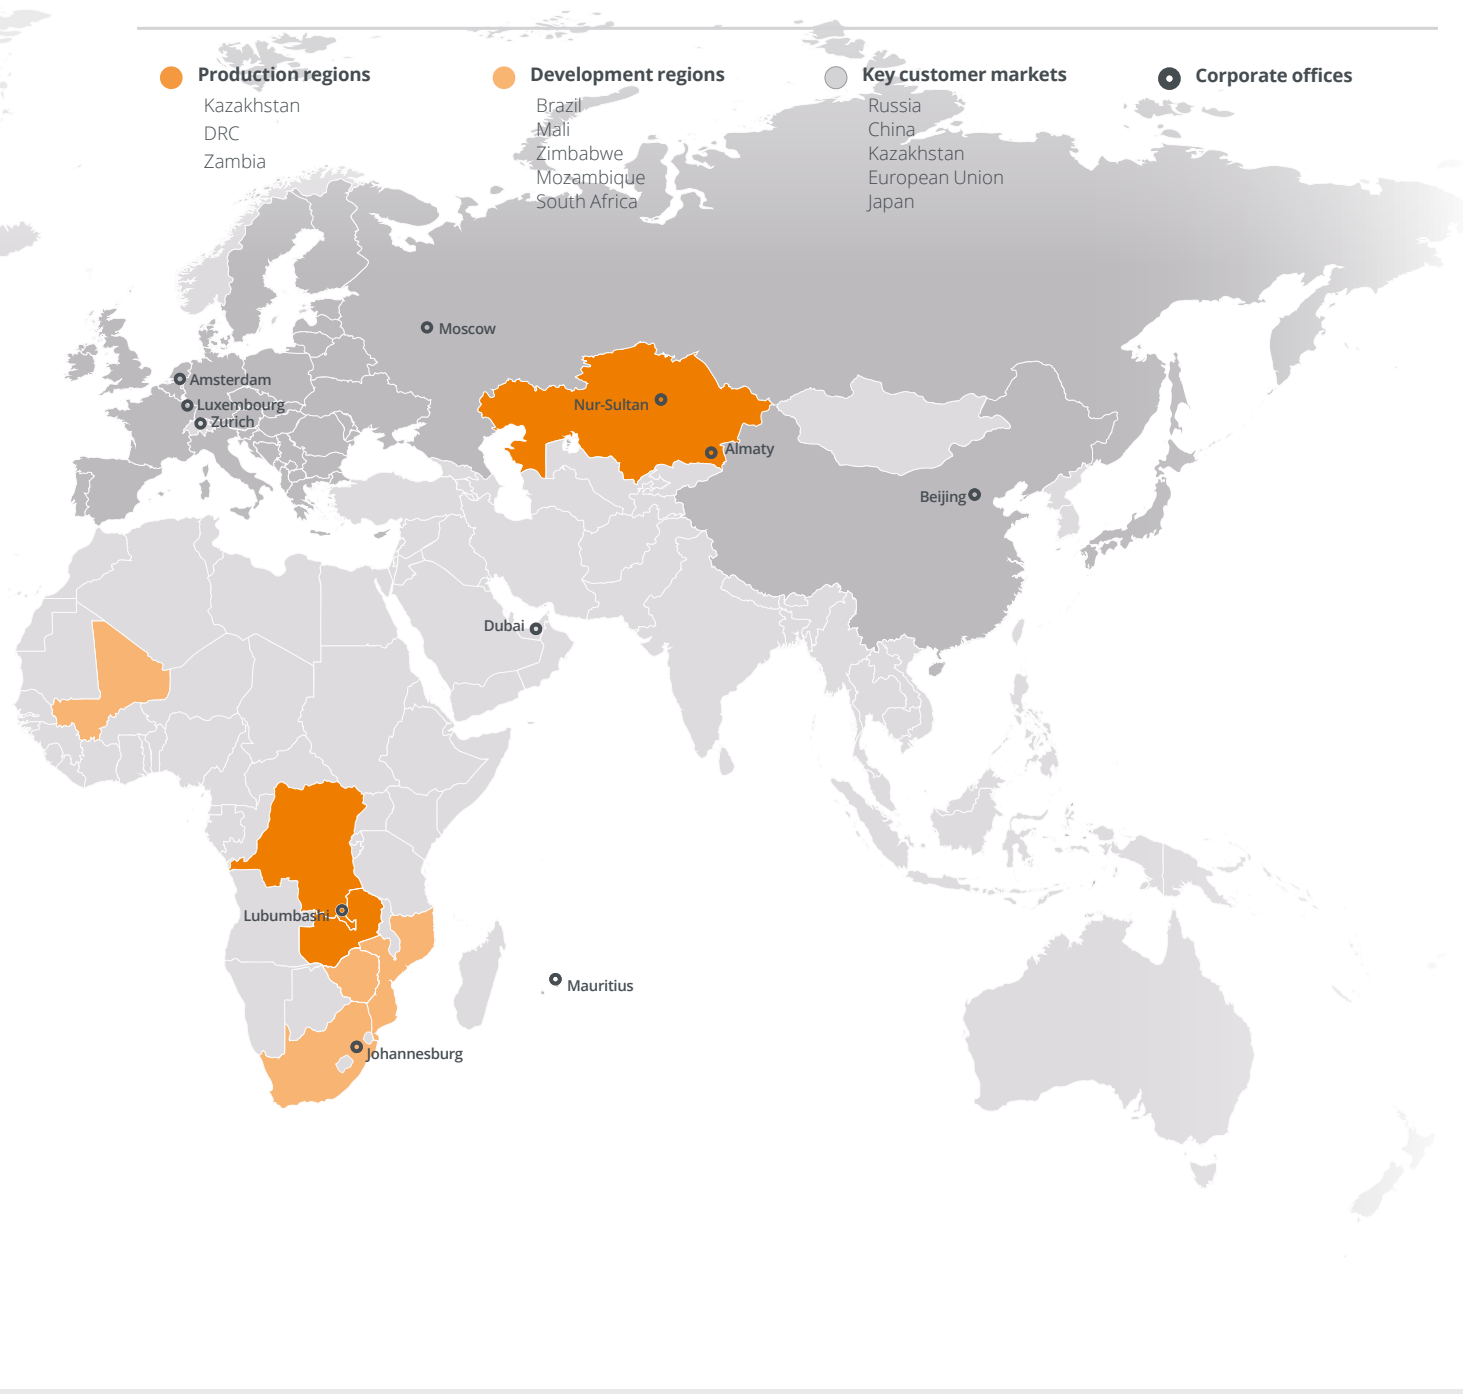 Production regions
Kazakhstan
DRC
Zambia
Development regions
Brazil
Mali
Zimbabwe
Mozambique
South Africa
Key customer markets
Russia
China
Kazakhstan
European Union
Japan
Corporate offices
Moscow
Amsterdam
Luxembourg
Zurich
Nur-Sultan
Almaty
Beijing
Dubai
Lubumbashi
Mauritius
Johannesburg